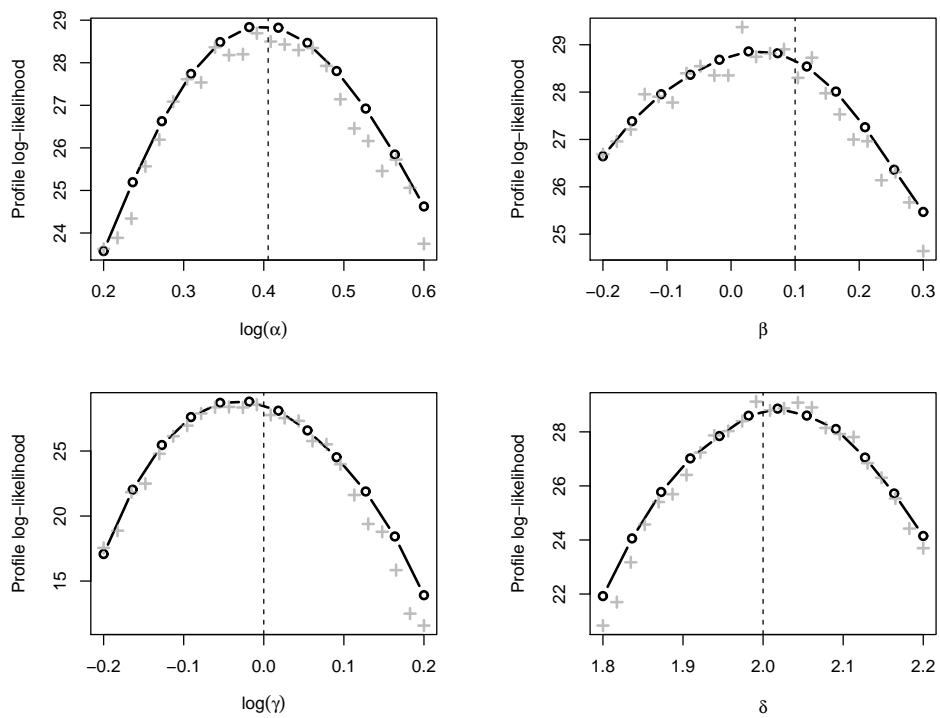 Profile log−likelihood
29
28
27
26
25
24
0.2 0.3 0.4 0.5 0.6
log(α)
Profile log−likelihood
29
28
27
26
25
−0.2 −0.1 0.0 0.1 0.2 0.3
β
Profile log−likelihood
25
20
15
−0.2 −0.1 0.0 0.1 0.2
log(γ)
Profile log−likelihood
28
26
24
22
1.8 1.9 2.0 2.1 2.2
δ